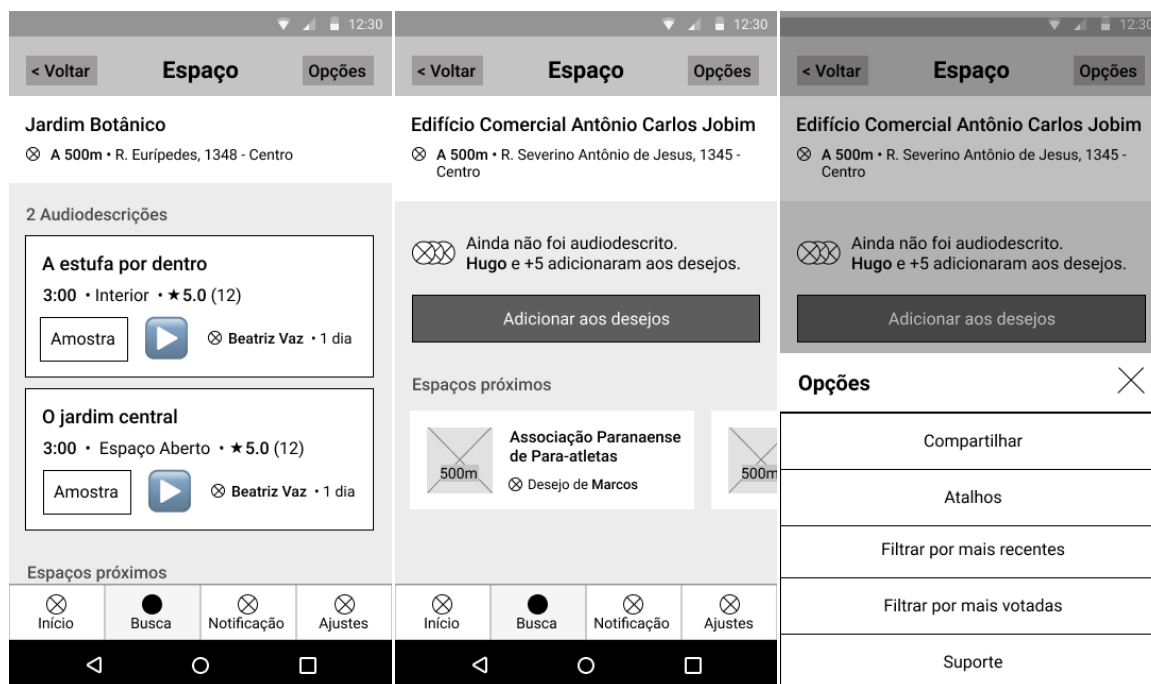 12:30
< Voltar
Espaço
Opções
Jardim Botânico
A 500m • R. Eurípedes, 1348 - Centro
2 Audiodescrições
A estufa por dentro
3:00 • Interior • ★5.0 (12)
Amostra
Beatriz Vaz • 1 dia
O jardim central
3:00 • Espaço Aberto • ★5.0 (12)
Amostra
Beatriz Vaz • 1 dia
Espaços próximos
Início
Busca
Notificação
Ajustes
12:30
< Voltar
Espaço
Opções
Edifício Comercial Antônio Carlos Jobim
A 500m • R. Severino Antônio de Jesus, 1345 -
Centro
Ainda não foi audiodescrito.
Hugo e +5 adicionaram aos desejos.
Adicionar aos desejos
Espaços próximos
500m
Associação Paranaense
de Para-atletas
Desejo de Marcos
500m
Início
Busca
Notificação
Ajustes
12:30
< Voltar
Espaço
Opções
Edifício Comercial Antônio Carlos Jobim
A 500m • R. Severino Antônio de Jesus, 1345 -
Centro
Ainda não foi audiodescrito.
Hugo e +5 adicionaram aos desejos.
Adicionar aos desejos
Opções
Compartilhar
Atalhos
Filtrar por mais recentes
Filtrar por mais votadas
Suporte